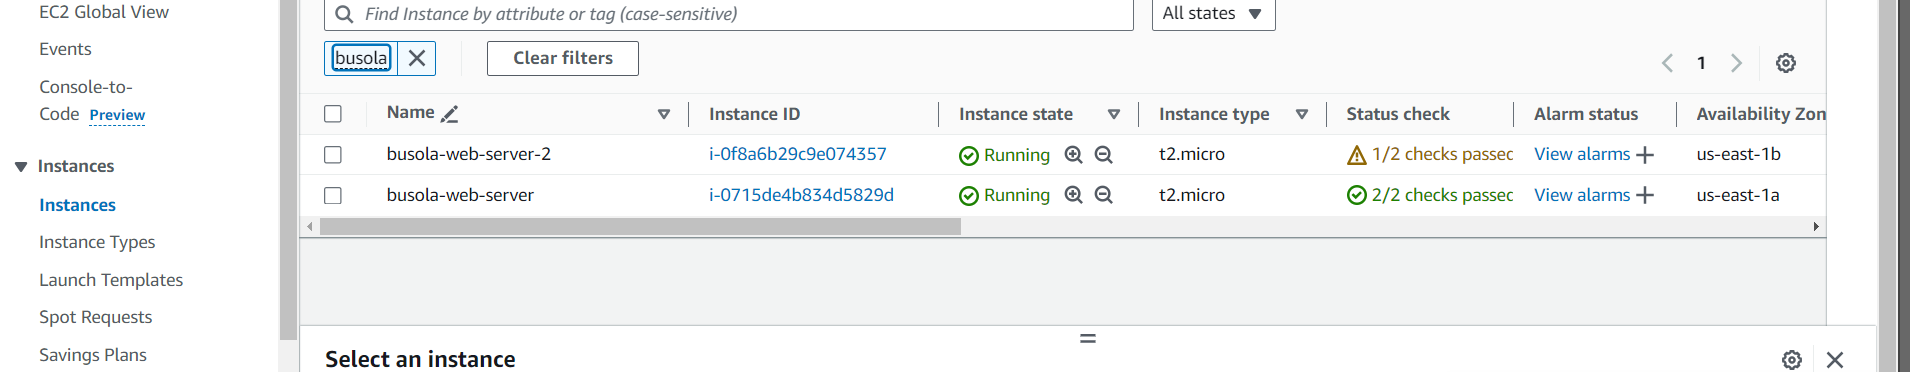 EC2 Global View
Events
Console-to-
Code Preview
Instances
Instances
Instance Types
Launch Templates
Spot Requests
Savings Plans
Find Instance by attribute or tag (case-sensitive)
All states
busola
Clear filters
1
Name Instance ID Instance state Instance type Status check Alarm status Availability Zon
busola-web-server-2 i-0f8a6b29c9e074357 Running t2.micro 1/2 checks passed View alarms us-east-1b
busola-web-server i-0715de4b834d5829d Running t2.micro 2/2 checks passed View alarms us-east-1a
Select an instance